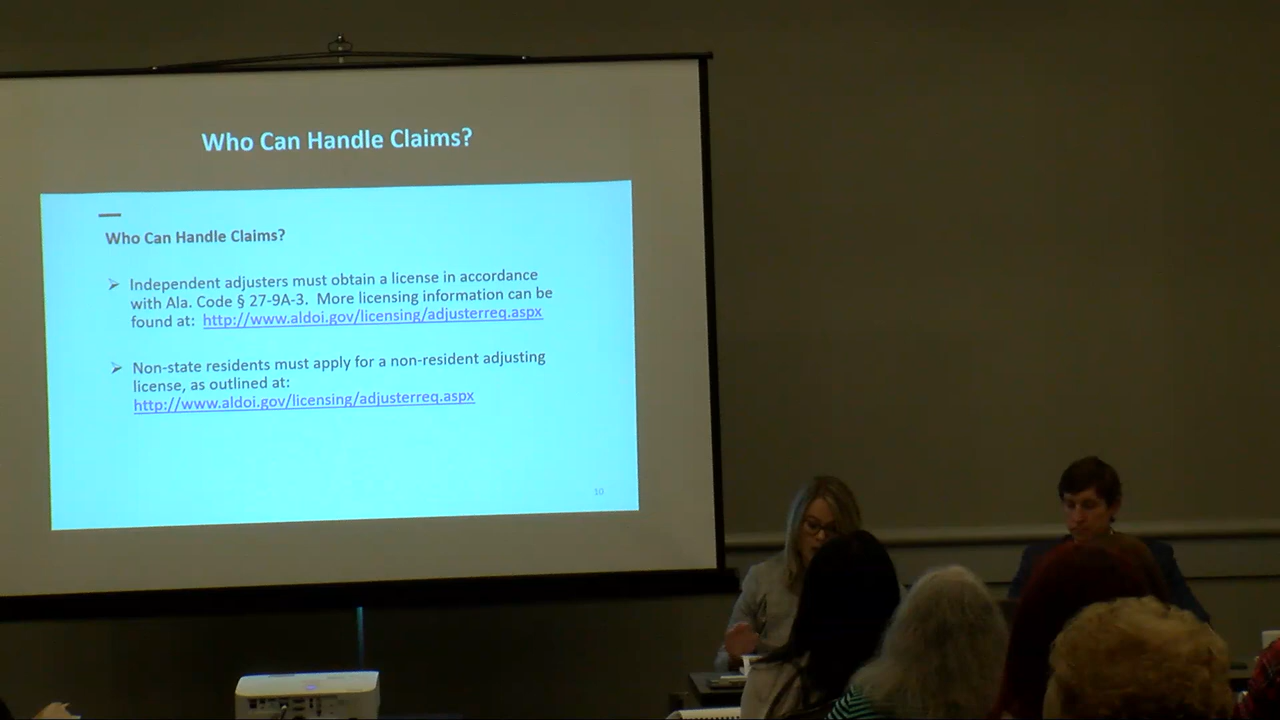 Who Can Handle Claims?
Who Can Handle Claims?
Independent adjusters must obtain a license in accordance
with Ala. Code § 27-9A-3. More licensing information can be
found at: http://www.aldoi.gov/licensing/adjusterreq.aspx
Non-state residents must apply for a non-resident adjusting
license, as outlined at:
http://www.aldoi.gov/licensing/adjusterreq.aspx
10